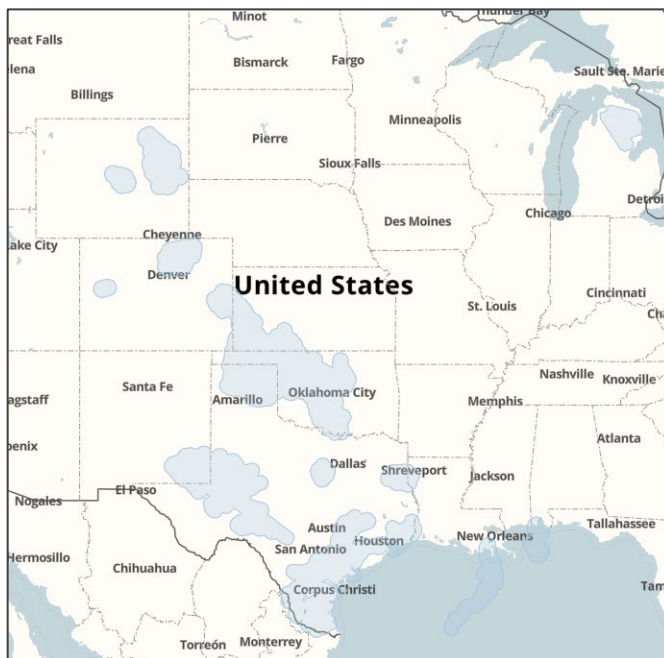 Thunder Bay
Minot
reat Falls
Bismarck
Fargo
elena
Sault Ste. Marie
Billings
Minneapolis
Pierre
Sioux Falls
Detroi
Chicago
Des Moines
Cheyenne
ake City
Denver
United States
Cincinnati
St. Louis
Cha
Nashville
Knoxville
Santa Fe
Oklahoma City
agstaff
Amarillo
Memphis
Atlanta
oenix
Dallas
Shreveport
Jackson
El Paso
Nogales
Tallahassee
Austin
New Orleans
Houston
San Antonio
Hermosillo
Chihuahua
Tam
Corpus Christi
Torreón
Monterrey